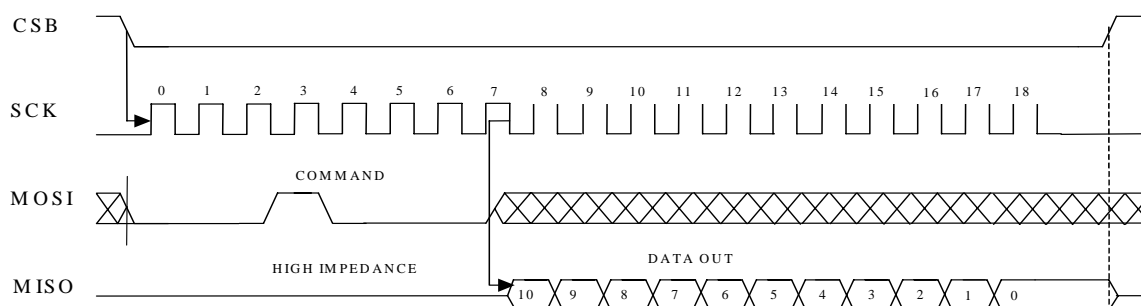 CSB
0 1 2 3 4 5 6 7 8 9 10 11 12 13 14 15 16 17 18
SCK
COMMAND
MOSI
HIGH IMPEDANCE DATA OUT
MISO
10 9 8 7 6 5 4 3 2 1 0